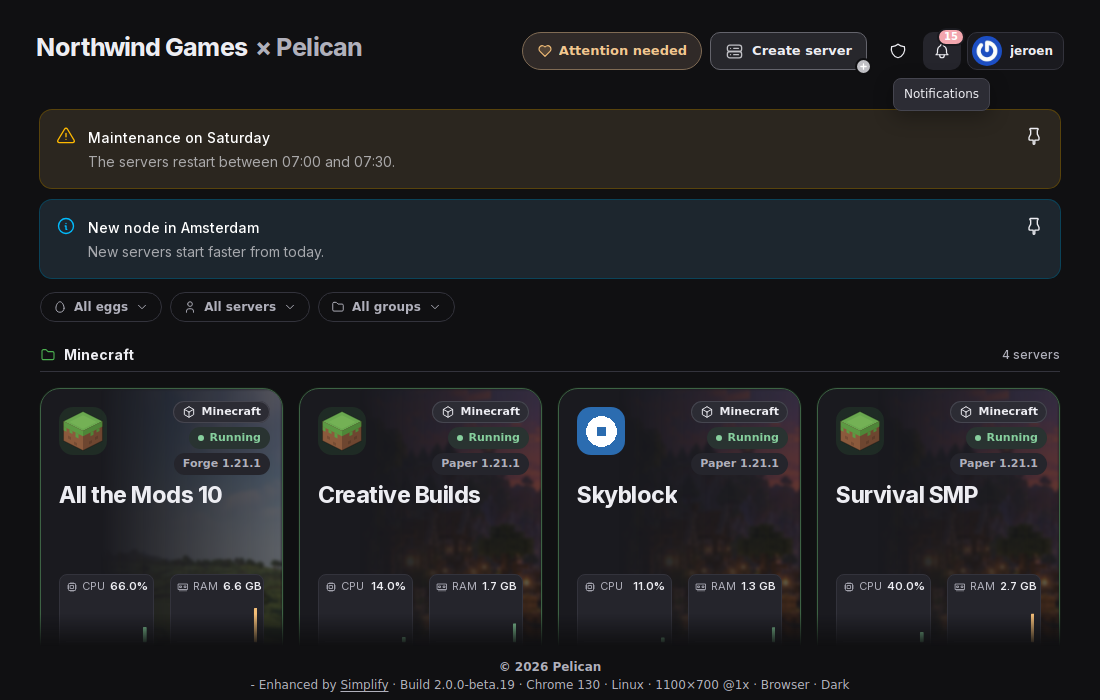 Northwind Games × Pelican
Attention needed
Create server
15
jeroen
Notifications
Maintenance on Saturday
The servers restart between 07:00 and 07:30.
New node in Amsterdam
New servers start faster from today.
All eggs
All servers
All groups
Minecraft
4 servers
Minecraft
Running
Forge 1.21.1
All the Mods 10
CPU 66.0%
RAM 6.6 GB
Minecraft
Running
Paper 1.21.1
Creative Builds
CPU 14.0%
RAM 1.7 GB
Minecraft
Running
Paper 1.21.1
Skyblock
CPU 11.0%
RAM 1.3 GB
Minecraft
Running
Paper 1.21.1
Survival SMP
CPU 40.0%
RAM 2.7 GB
© 2026 Pelican
- Enhanced by Simplify · Build 2.0.0-beta.19 · Chrome 130 · Linux · 1100×700 @1x · Browser · Dark